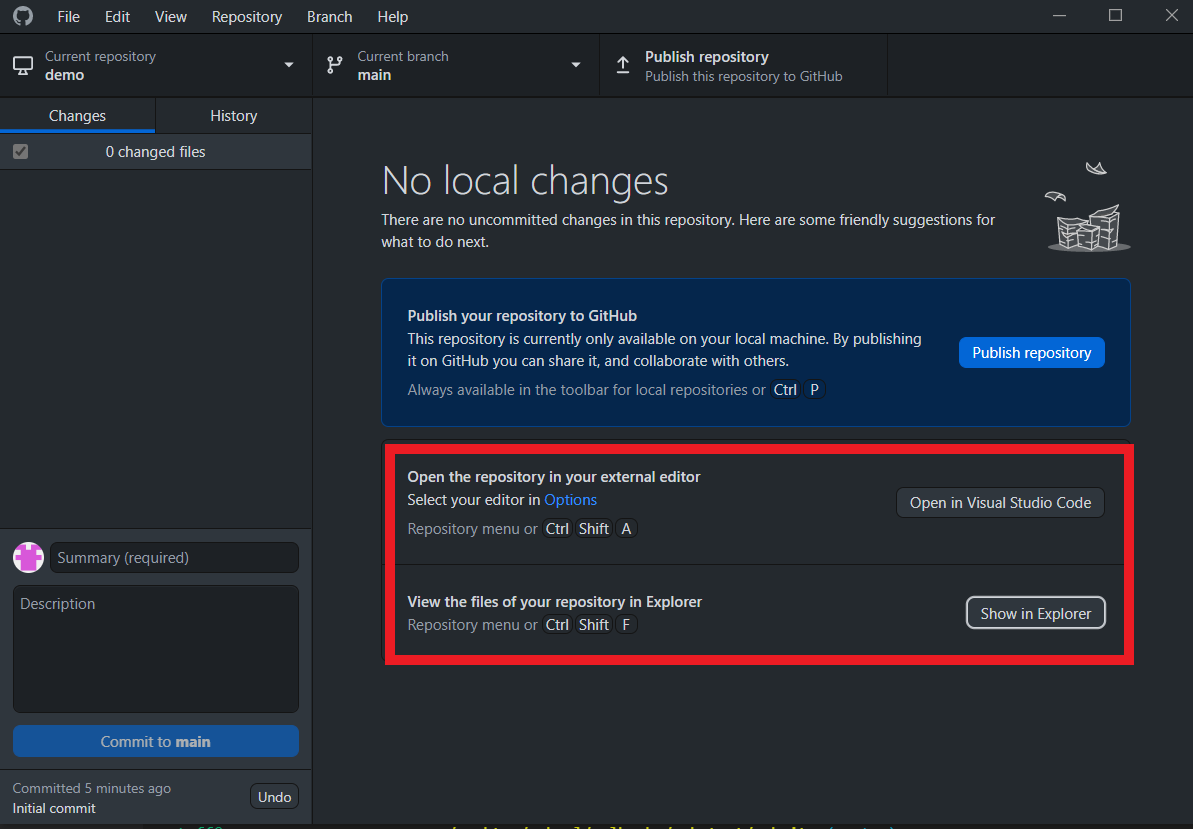 File Edit View Repository Branch Help
Current repository
demo
Current branch
main
Publish repository
Publish this repository to GitHub
Changes History
0 changed files
No local changes
There are no uncommitted changes in this repository. Here are some friendly suggestions for
what to do next.
Publish your repository to GitHub
This repository is currently only available on your local machine. By publishing
it on GitHub you can share it, and collaborate with others.
Always available in the toolbar for local repositories or Ctrl P
Publish repository
Open the repository in your external editor
Select your editor in Options
Repository menu or Ctrl Shift A
Open in Visual Studio Code
View the files of your repository in Explorer
Repository menu or Ctrl Shift F
Show in Explorer
Summary (required)
Description
Commit to main
Committed 5 minutes ago
Initial commit
Undo